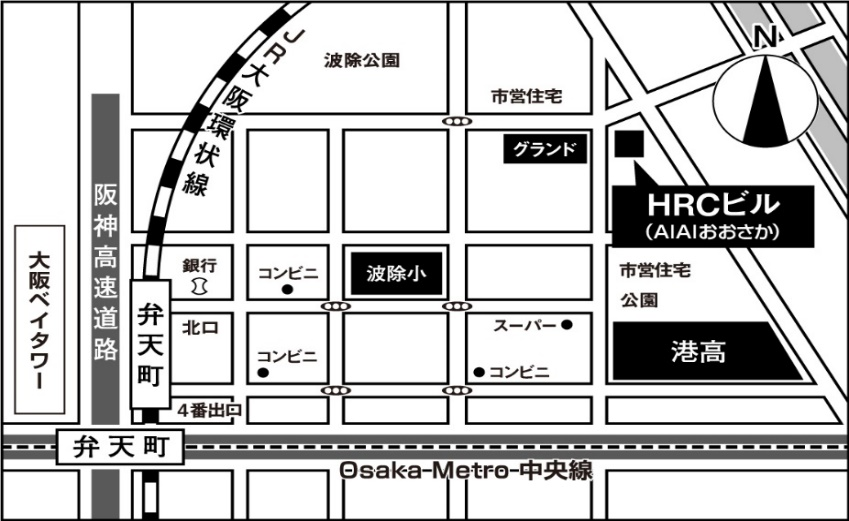 N
JR大阪環状線
波除公園
市営住宅
グランド
HRCビル
(AIAIおおさか)
阪神高速道路
大阪ベイタワー
銀行
コンビニ
波除小
市営住宅
公園
弁天町
北口
スーパー
港高
コンビニ
コンビニ
4番出口
弁天町
Osaka-Metro 中央線